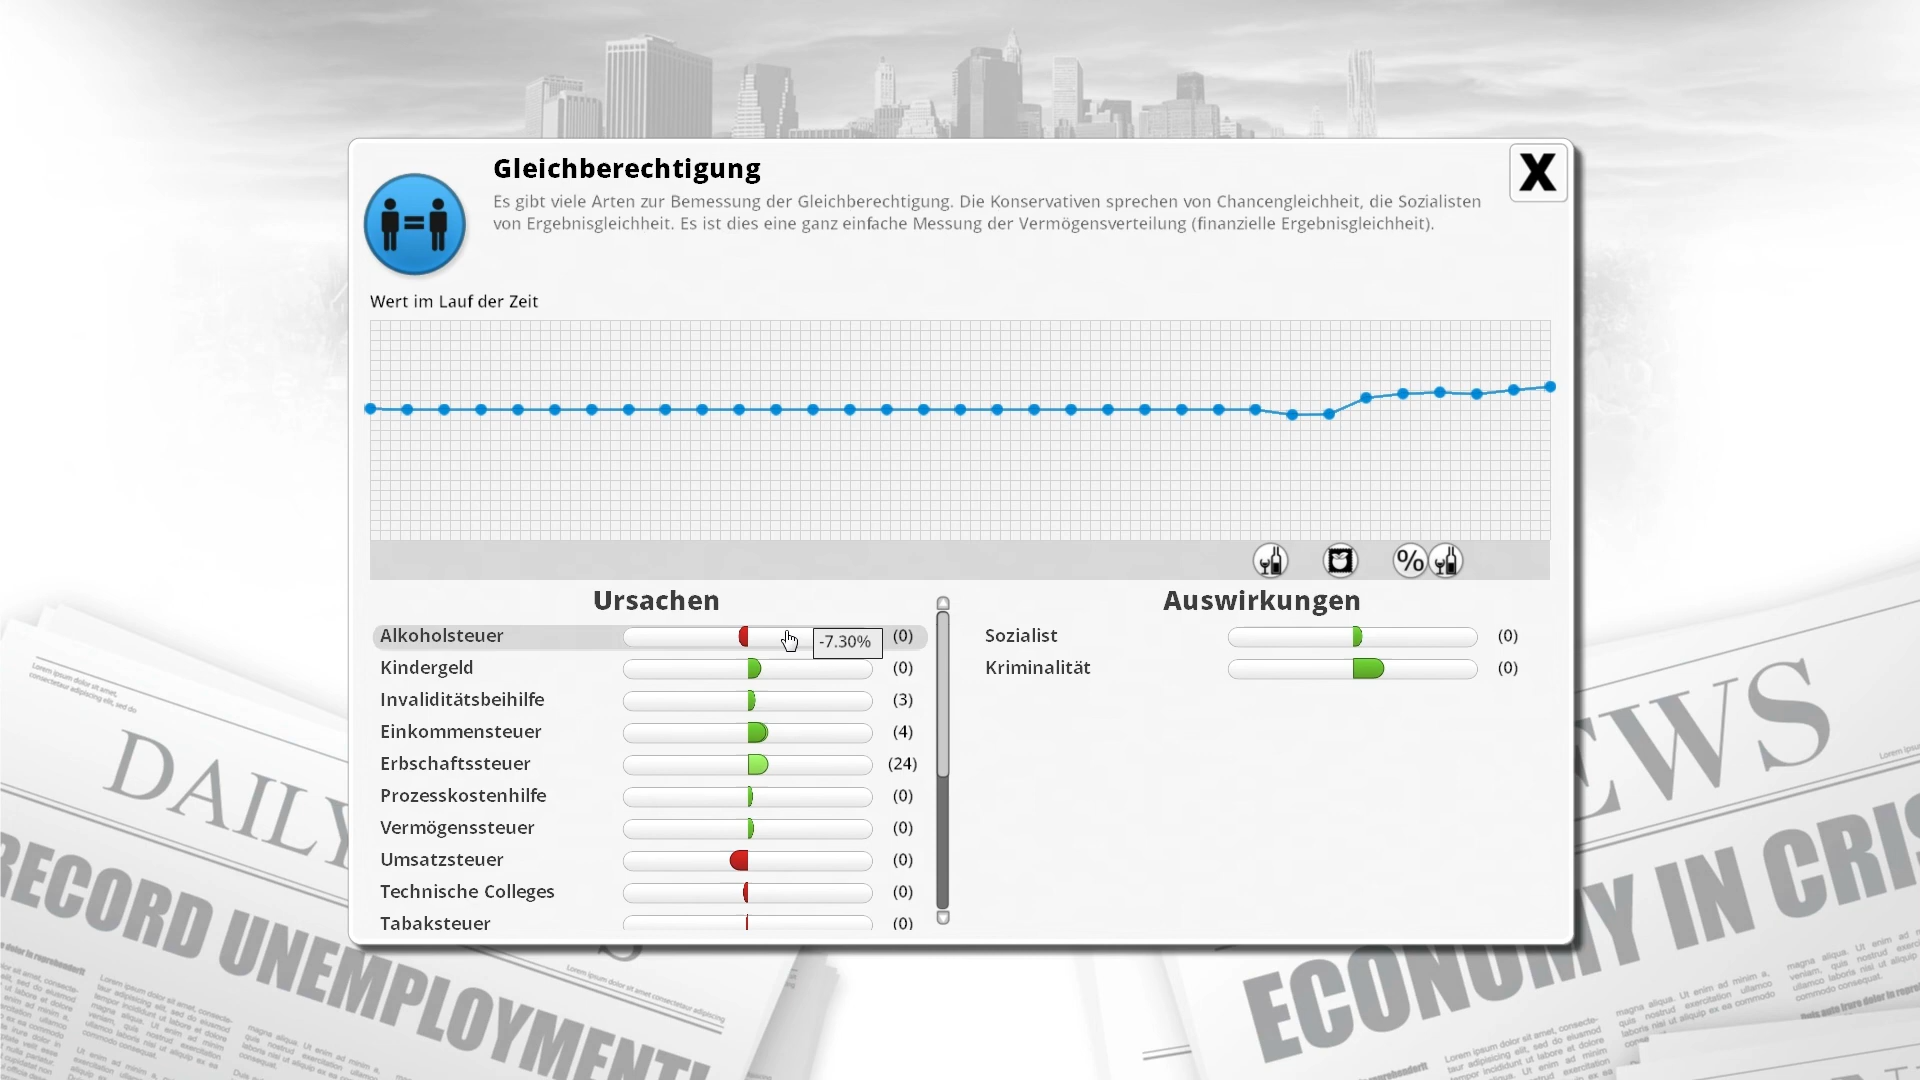 Gleichberechtigung
X
Es gibt viele Arten zur Bemessung der Gleichberechtigung. Die Konservativen sprechen von Chancengleichheit, die Sozialisten
von Ergebnisgleichheit. Es ist dies eine ganz einfache Messung der Vermögensverteilung (finanzielle Ergebnisgleichheit).
Wert im Lauf der Zeit
%
Ursachen
Alkoholsteuer -7.30% (0)
Kindergeld (0)
Invaliditätsbeihilfe (3)
Einkommensteuer (4)
Erbschaftssteuer (24)
Prozesskostenhilfe (0)
Vermögenssteuer (0)
Umsatzsteuer (0)
Technische Colleges (0)
Tabaksteuer (0)
Auswirkungen
Sozialist (0)
Kriminalität (0)
DAILY
RECORD UNEMPLOYMENT!
EWS
ECONOMY IN CRIS